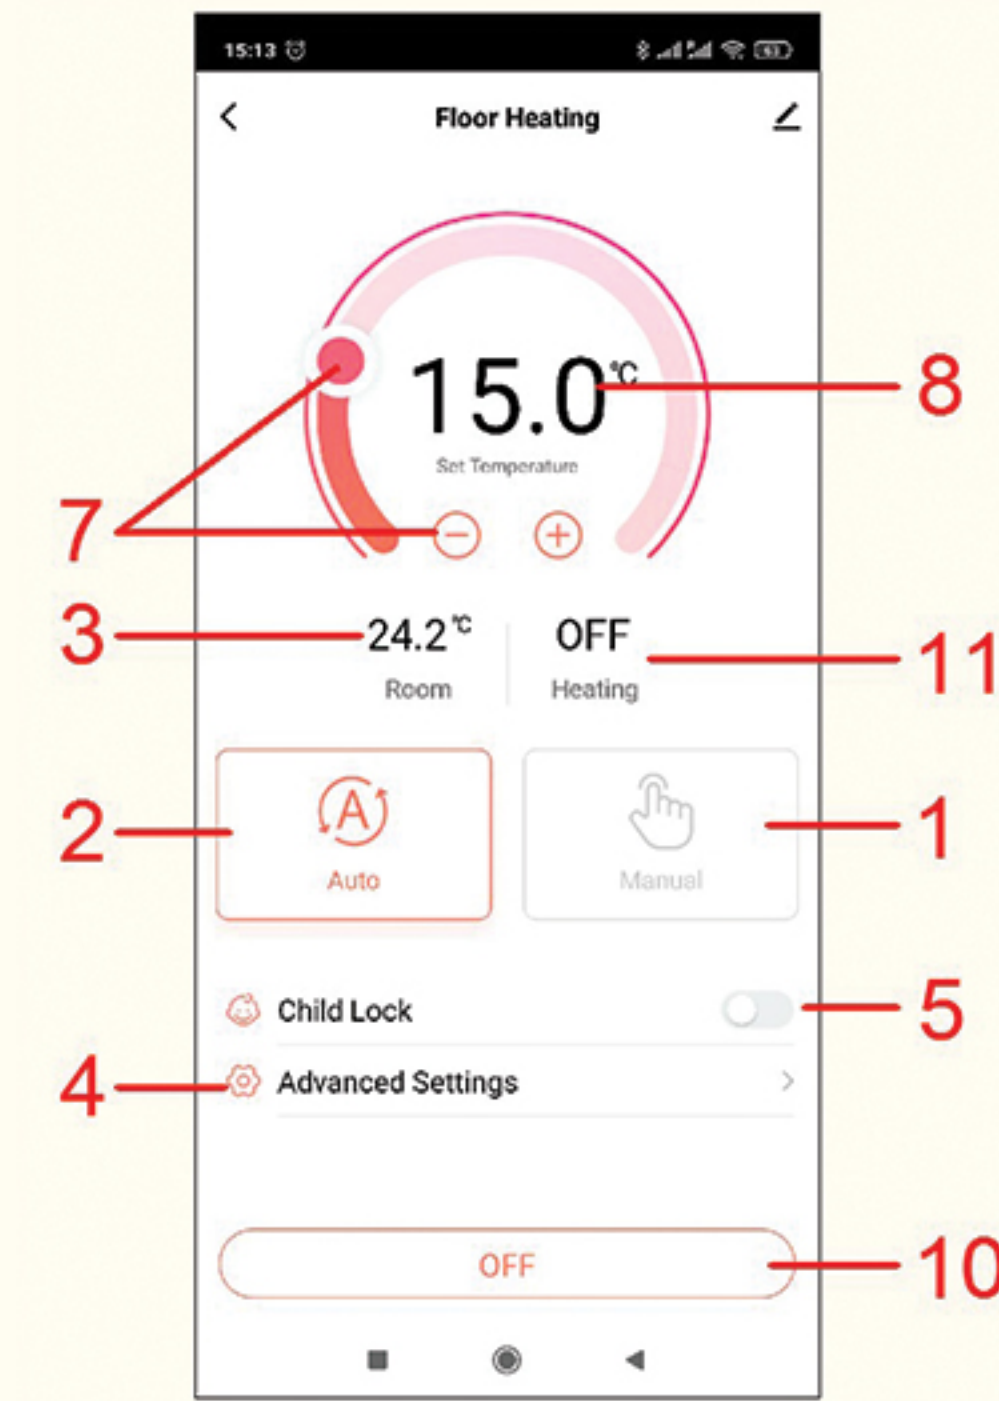 15:13
63
Floor Heating
15.0 ℃
8
Set Temperature
7
3
24.2 ℃
OFF
11
Room
Heating
2
A
1
Auto
Manual
Child Lock
5
4
Advanced Settings
OFF
10